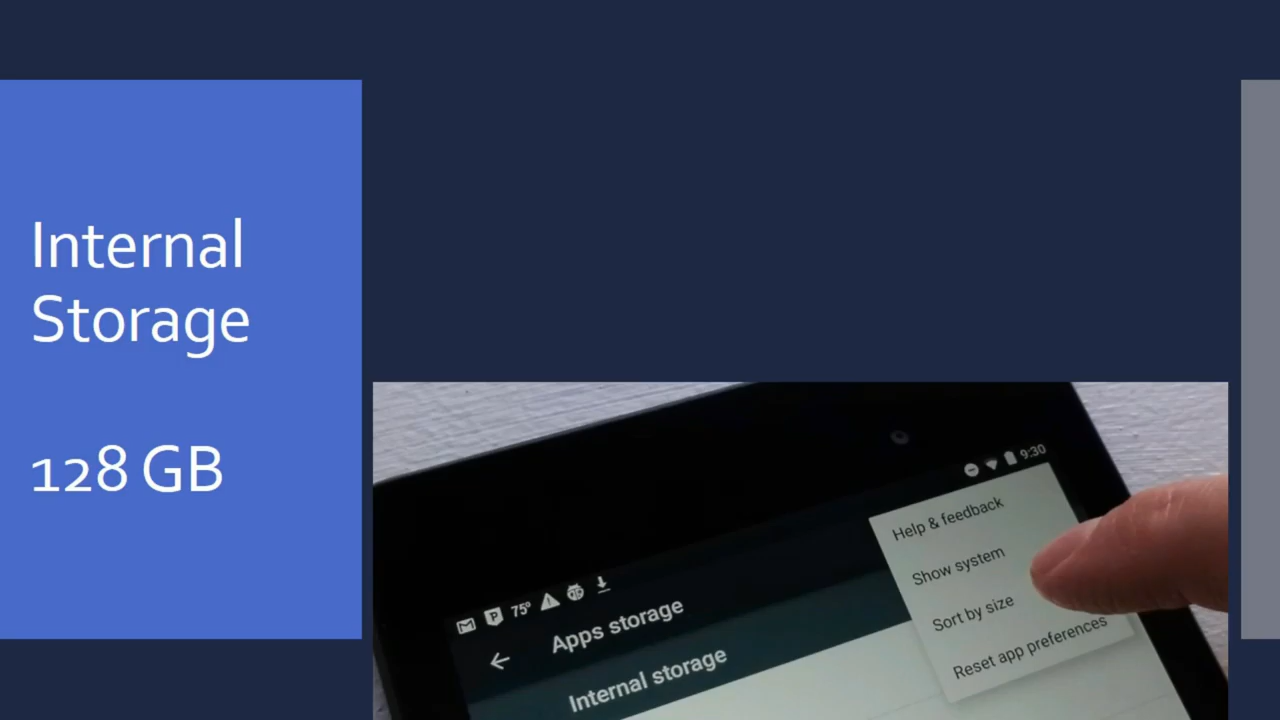 Internal
Storage
128 GB
9:30
Help & feedback
Show system
Sort by size
Reset app preferences
75°
Apps storage
Internal storage